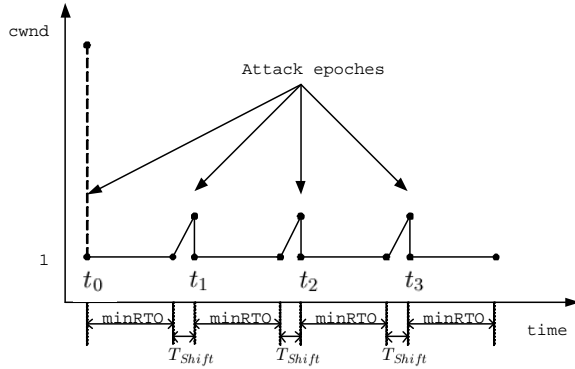 cwnd
Attack epoches
1
t0 t1 t2 t3
minRTO minRTO minRTO minRTO
time
TShift TShift TShift